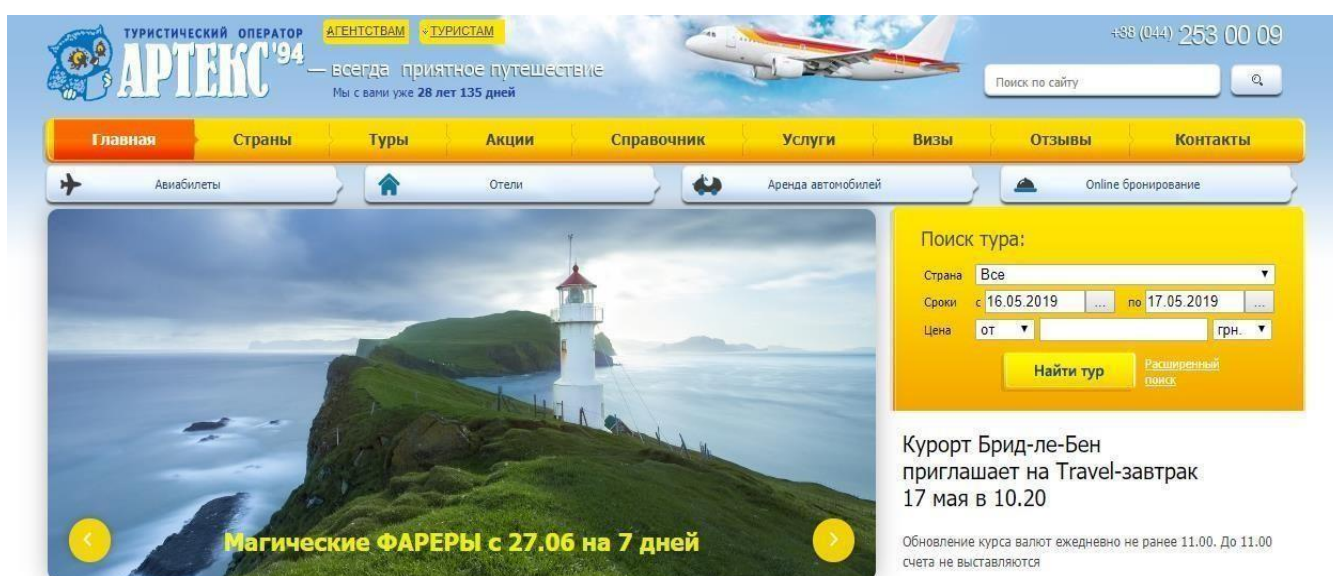 ТУРИСТИЧЕСКИЙ ОПЕРАТОР
АРТЕКС'94
АГЕНТСТВАМ
ТУРИСТАМ
— всегда приятное путешествие
Мы с вами уже 28 лет 135 дней
+38 (044) 253 00 09
Поиск по сайту
Главная Страны Туры Акции Справочник Услуги Визы Отзывы Контакты
Авиабилеты Отели Аренда автомобилей Online бронирование
Поиск тура:
Страна Все
Сроки с 16.05.2019 ... по 17.05.2019 ...
Цена от грн.
Найти тур
Расширенный
поиск
Магические ФАРЕРЫ с 27.06 на 7 дней
Курорт Брид-ле-Бен
приглашает на Travel-завтрак
17 мая в 10.20
Обновление курса валют ежедневно не ранее 11.00. До 11.00
счета не выставляются